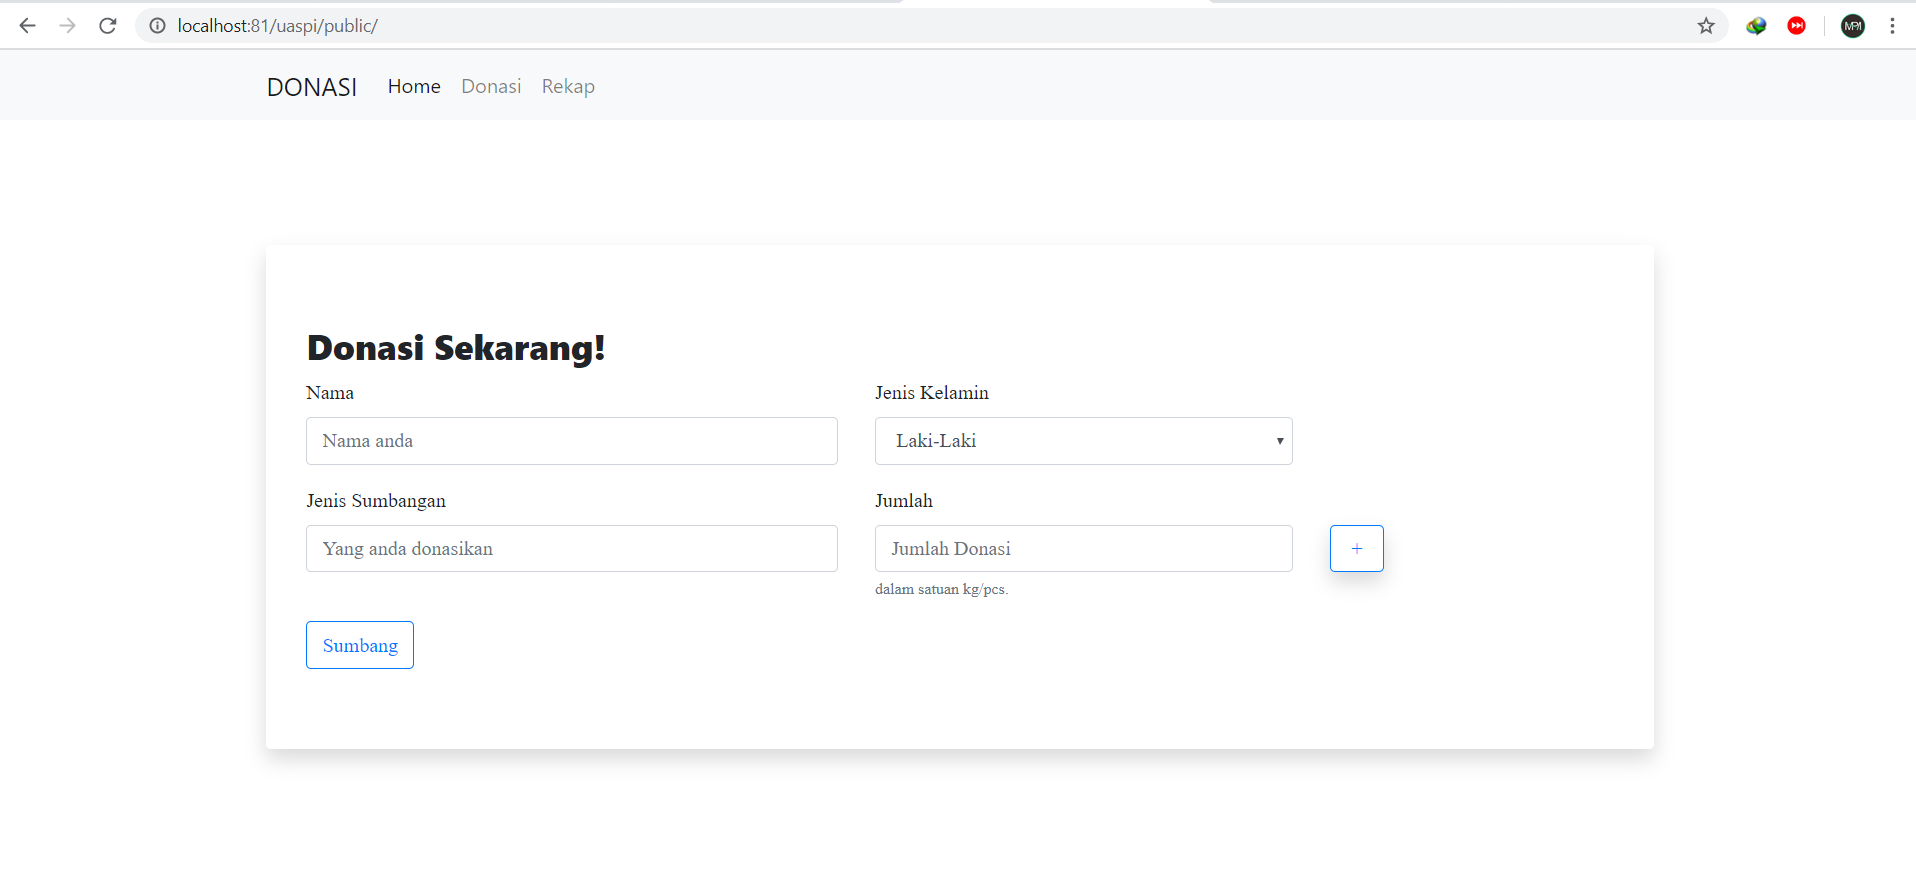 localhost:81/uaspi/public/
MPA
DONASI Home Donasi Rekap
Donasi Sekarang!
Nama Jenis Kelamin
Nama anda Laki-Laki
Jenis Sumbangan Jumlah
Yang anda donasikan Jumlah Donasi +
dalam satuan kg/pcs.
Sumbang